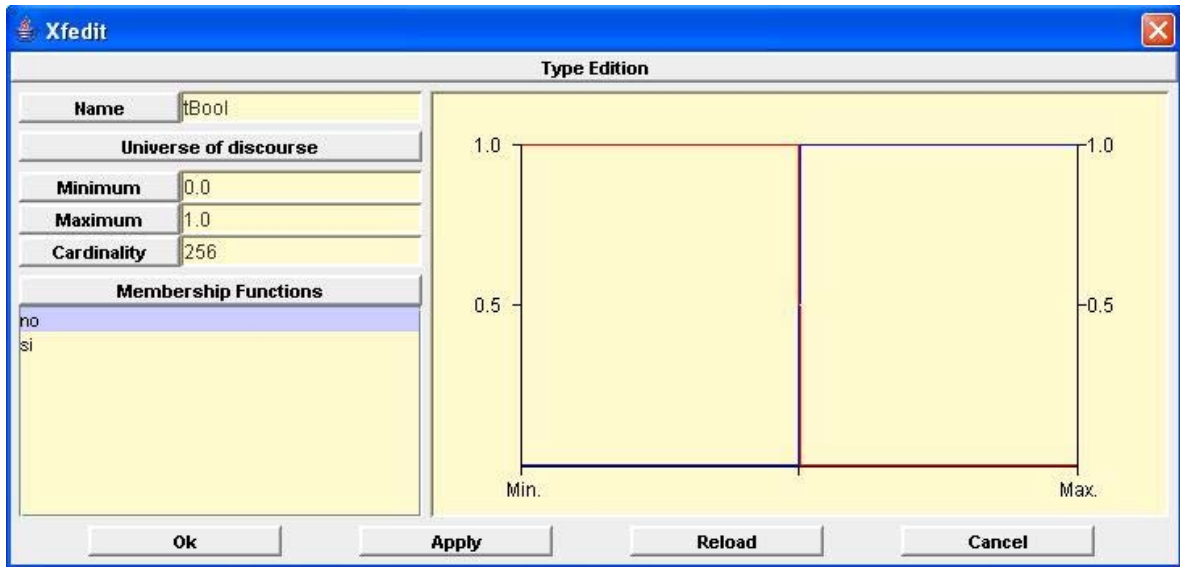 Xfedit
Type Edition
Name tBool
Universe of discourse
Minimum 0.0
Maximum 1.0
Cardinality 256
Membership Functions
no
si
1.0 1.0
0.5 0.5
Min. Max.
Ok Apply Reload Cancel